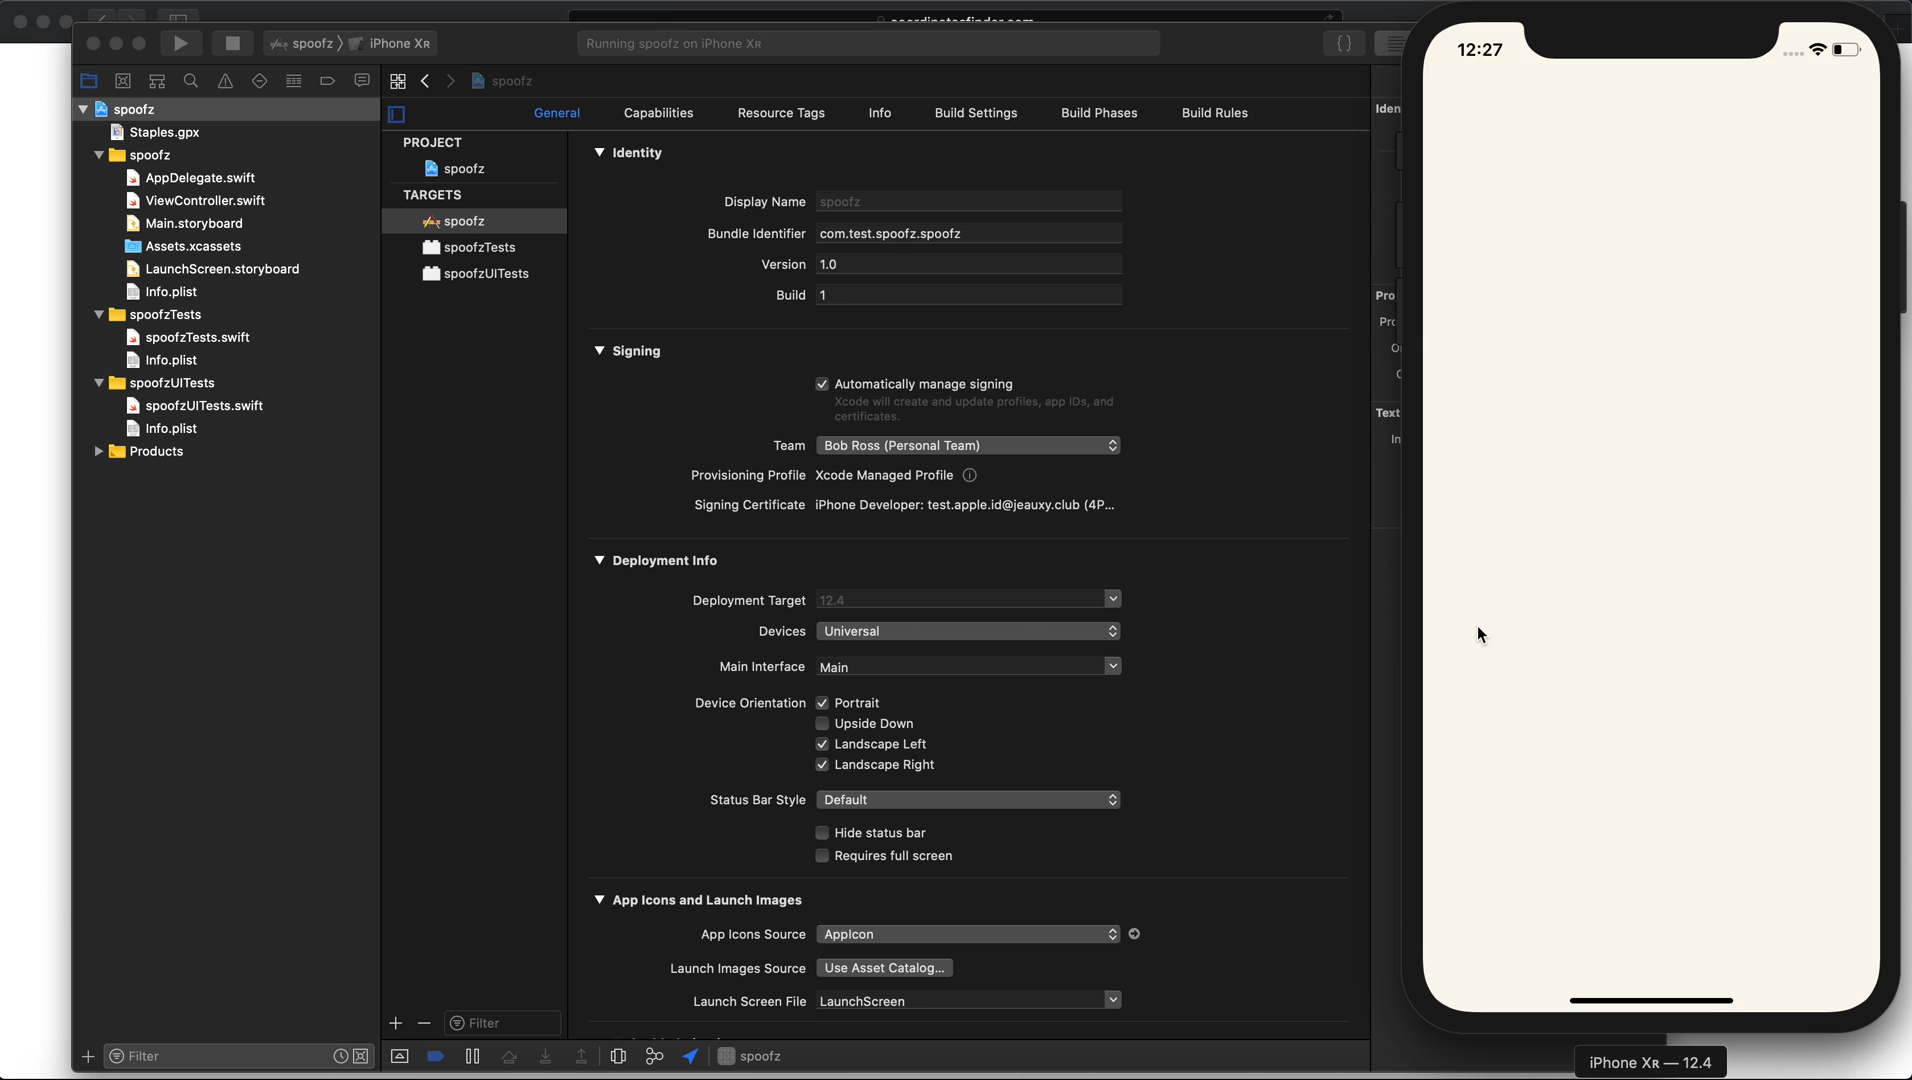 spoofz
iPhone XR
Running spoofz on iPhone XR
{ }
12:27
spoofz
spoofz
Staples.gpx
spoofz
AppDelegate.swift
ViewController.swift
Main.storyboard
Assets.xcassets
LaunchScreen.storyboard
Info.plist
spoofzTests
spoofzTests.swift
Info.plist
spoofzUITests
spoofzUITests.swift
Info.plist
Products
General
Capabilities
Resource Tags
Info
Build Settings
Build Phases
Build Rules
PROJECT
spoofz
TARGETS
spoofz
spoofzTests
spoofzUITests
Identity
Display Name spoofz
Bundle Identifier com.test.spoofz.spoofz
Version 1.0
Build 1
Signing
Automatically manage signing
Xcode will create and update profiles, app IDs, and
certificates.
Team Bob Ross (Personal Team)
Provisioning Profile Xcode Managed Profile
Signing Certificate iPhone Developer: test.apple.id@jeauxy.club (4P...
Deployment Info
Deployment Target 12.4
Devices Universal
Main Interface Main
Device Orientation Portrait
Upside Down
Landscape Left
Landscape Right
Status Bar Style Default
Hide status bar
Requires full screen
App Icons and Launch Images
App Icons Source AppIcon
Launch Images Source Use Asset Catalog...
Launch Screen File LaunchScreen
Iden
Pro
Text
In
Filter
Filter
spoofz
iPhone XR — 12.4